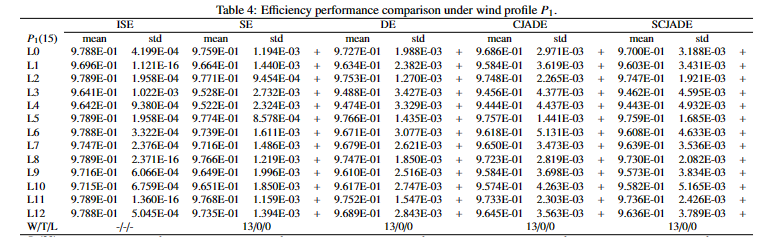 Table 4: Efficiency performance comparison under wind profile P1.
ISE SE DE CJADE SCJADE
P1(15) mean std mean std mean std mean std mean std
L0 9.788E-01 4.199E-04 9.759E-01 1.194E-03 + 9.727E-01 1.988E-03 + 9.686E-01 2.971E-03 + 9.700E-01 3.188E-03 +
L1 9.696E-01 1.121E-16 9.664E-01 1.440E-03 + 9.634E-01 2.382E-03 + 9.584E-01 3.619E-03 + 9.603E-01 3.431E-03 +
L2 9.789E-01 1.958E-04 9.771E-01 9.454E-04 + 9.753E-01 1.270E-03 + 9.748E-01 2.265E-03 + 9.747E-01 1.921E-03 +
L3 9.641E-01 1.022E-03 9.528E-01 2.732E-03 + 9.488E-01 3.427E-03 + 9.456E-01 4.377E-03 + 9.462E-01 4.595E-03 +
L4 9.642E-01 9.380E-04 9.522E-01 2.324E-03 + 9.474E-01 3.329E-03 + 9.444E-01 4.437E-03 + 9.443E-01 4.932E-03 +
L5 9.789E-01 1.958E-04 9.774E-01 8.578E-04 + 9.766E-01 1.435E-03 + 9.757E-01 1.441E-03 + 9.759E-01 1.685E-03 +
L6 9.788E-01 3.322E-04 9.739E-01 1.611E-03 + 9.671E-01 3.077E-03 + 9.618E-01 5.131E-03 + 9.608E-01 4.633E-03 +
L7 9.747E-01 2.376E-04 9.716E-01 1.486E-03 + 9.679E-01 2.621E-03 + 9.650E-01 3.473E-03 + 9.639E-01 3.536E-03 +
L8 9.789E-01 2.371E-16 9.766E-01 1.219E-03 + 9.747E-01 1.850E-03 + 9.723E-01 2.819E-03 + 9.730E-01 2.082E-03 +
L9 9.716E-01 6.066E-04 9.649E-01 1.996E-03 + 9.610E-01 2.516E-03 + 9.584E-01 3.698E-03 + 9.573E-01 3.834E-03 +
L10 9.715E-01 6.759E-04 9.651E-01 1.850E-03 + 9.617E-01 2.747E-03 + 9.574E-01 4.263E-03 + 9.582E-01 5.165E-03 +
L11 9.789E-01 1.360E-16 9.768E-01 1.159E-03 + 9.752E-01 1.547E-03 + 9.733E-01 2.303E-03 + 9.736E-01 2.426E-03 +
L12 9.788E-01 5.045E-04 9.735E-01 1.394E-03 + 9.689E-01 2.843E-03 + 9.645E-01 3.563E-03 + 9.636E-01 3.789E-03 +
W/T/L -/-/- 13/0/0 13/0/0 13/0/0 13/0/0